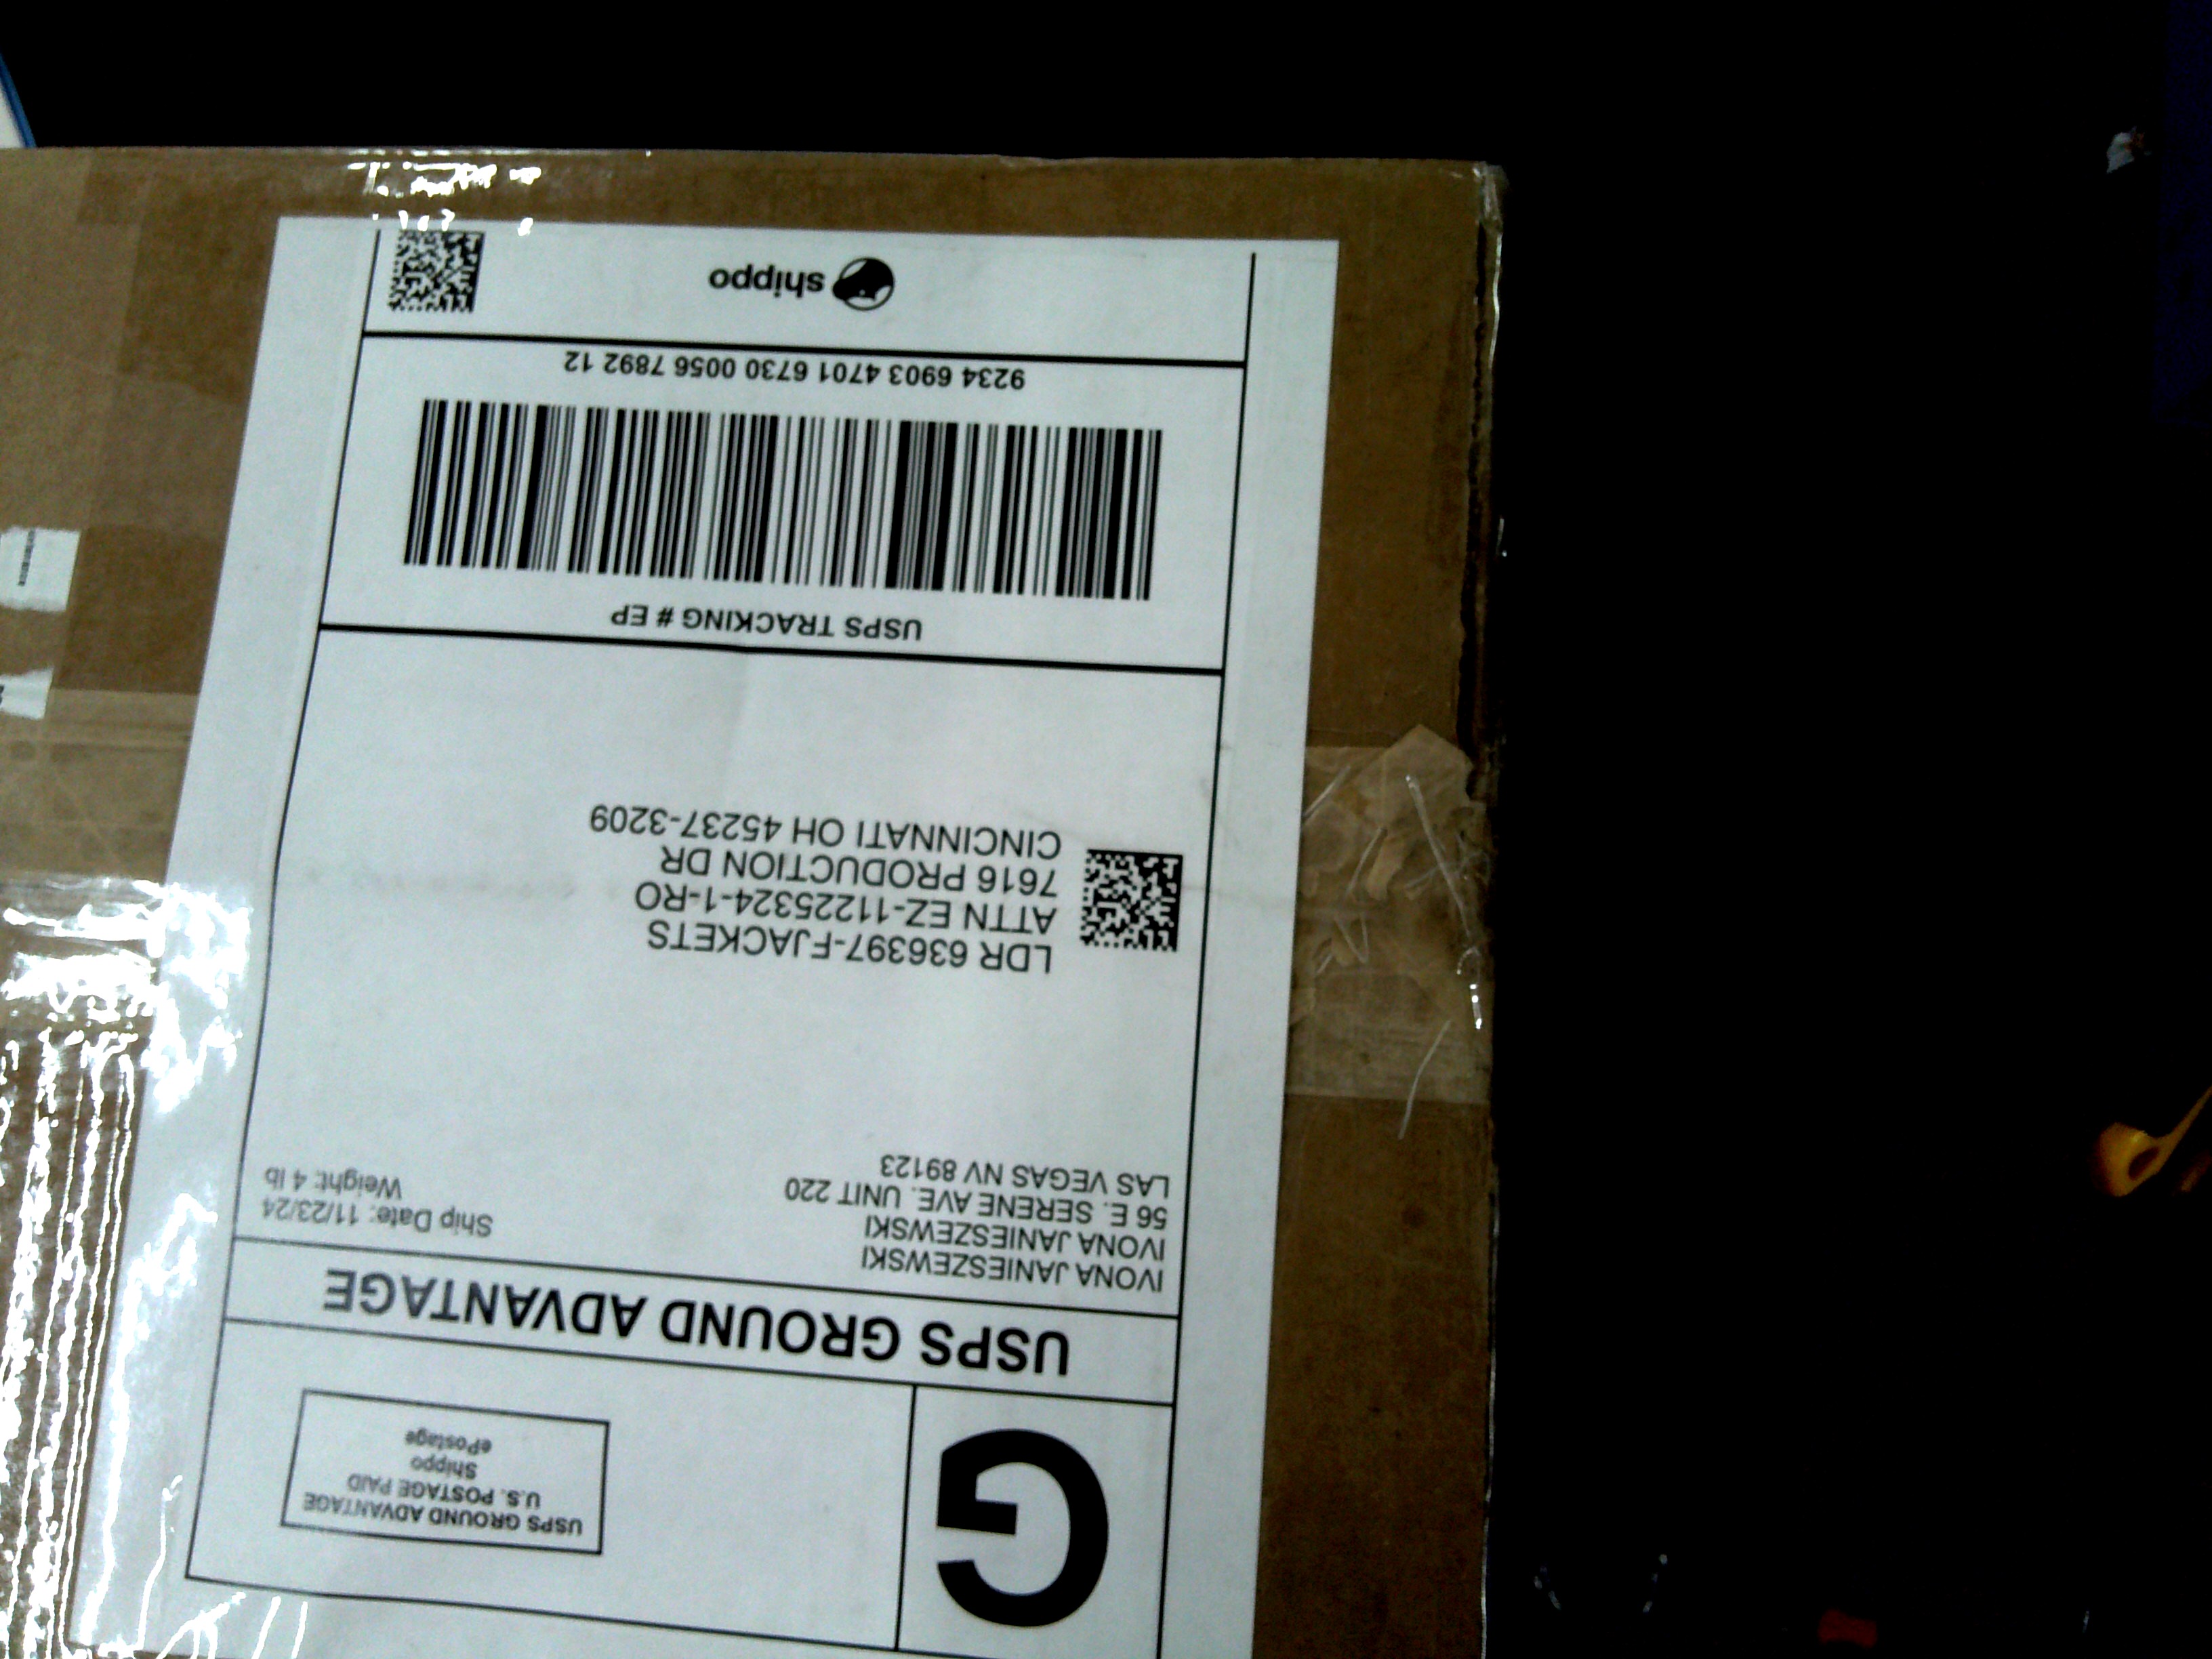 G
USPS GROUND ADVANTAGE
U.S. POSTAGE PAID
Shippo
ePostage
USPS GROUND ADVANTAGE
IVONA JANIESZEWSKI
IVONA JANIESZEWSKI
56 E. SERENE AVE. UNIT 220
LAS VEGAS NV 89123
Ship Date: 11/23/24
Weight: 4 lb
LDR 636397-FJACKETS
ATTN EZ-11225324-1-RO
7616 PRODUCTION DR
CINCINNATI OH 45237-3209
USPS TRACKING # EP
9234 6903 4701 6730 0056 7892 12
shippo